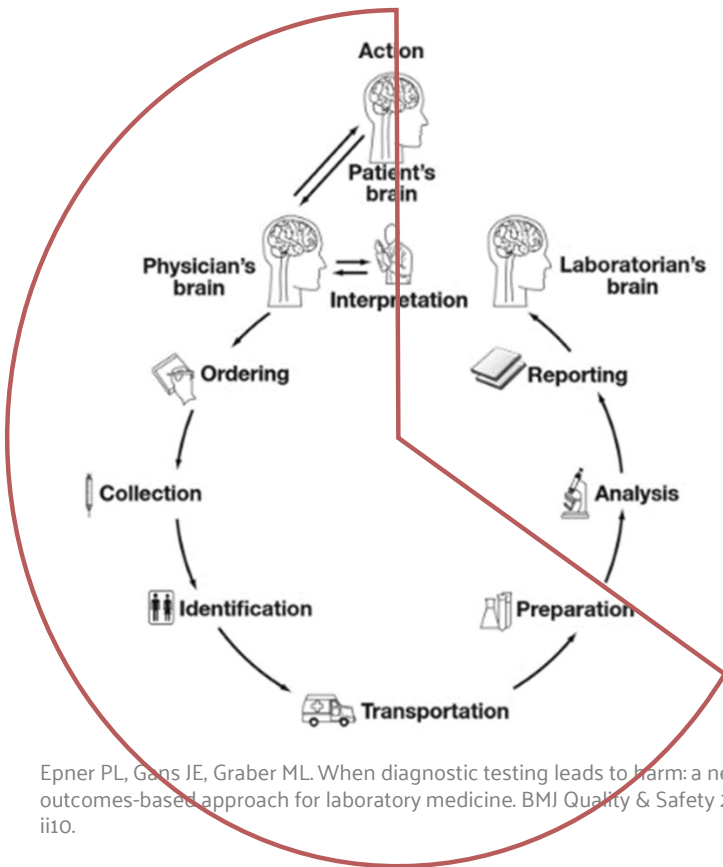 Action
Patient's
brain
Physician's
brain
Interpretation
Laboratorian's
brain
Ordering
Reporting
Collection
Analysis
Identification
Preparation
Transportation
Epner PL, Gans JE, Graber ML. When diagnostic testing leads to harm: a
outcomes-based approach for laboratory medicine. BMJ Quality & Safety
ii10.